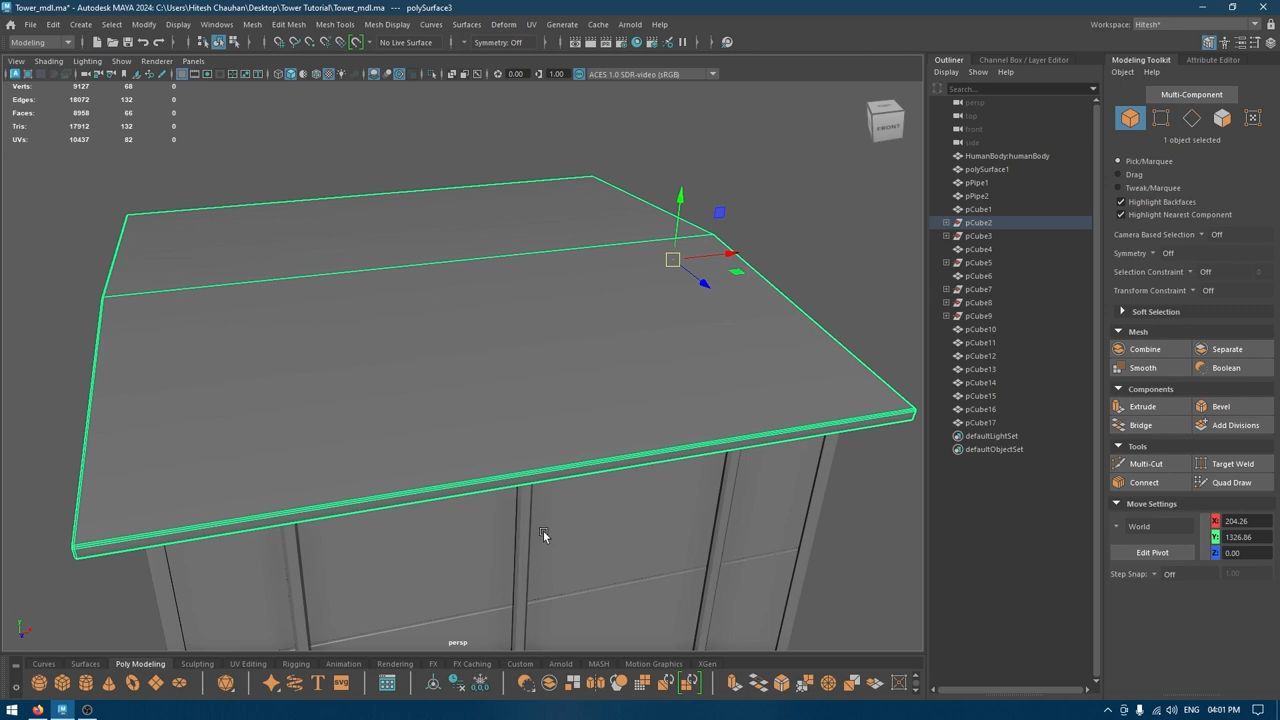 Tower_mdl.ma* - Autodesk MAYA 2024: C:\Users\Hitesh Chauhan\Desktop\Tower Tutorial\Tower_mdl.ma --- polySurface3
File Edit Create Select Modify Display Windows Mesh Edit Mesh Mesh Tools Mesh Display Curves Surfaces Deform UV Generate Cache Arnold Help
Workspace: Hitesh*
Modeling
No Live Surface
Symmetry: Off
View Shading Lighting Show Renderer Panels
0.00
1.00
ACES 1.0 SDR-video (sRGB)
Verts: 9127 68 0
Edges: 18072 132 0
Faces: 8958 66 0
Tris: 17912 132 0
UVs: 10437 82 0
FRONT
persp
Outliner
Channel Box / Layer Editor
Display Show Help
Search...
persp
top
front
side
HumanBody:humanBody
polySurface1
pPipe1
pPipe2
pCube1
pCube2
pCube3
pCube4
pCube5
pCube6
pCube7
pCube8
pCube9
pCube10
pCube11
pCube12
pCube13
pCube14
pCube15
pCube16
pCube17
defaultLightSet
defaultObjectSet
Modeling Toolkit
Attribute Editor
Object Help
Multi-Component
1 object selected
Pick/Marquee
Drag
Tweak/Marquee
Highlight Backfaces
Highlight Nearest Component
Camera Based Selection Off
Symmetry Off
Selection Constraint Off 0
Transform Constraint Off
Soft Selection
Mesh
Combine Separate
Smooth Boolean
Components
Extrude Bevel
Bridge Add Divisions
Tools
Multi-Cut Target Weld
Connect Quad Draw
Move Settings
World
X: 204.26
Y: 1326.86
Z: 0.00
Edit Pivot
Step Snap: Off 1.00
Curves Surfaces Poly Modeling Sculpting UV Editing Rigging Animation Rendering FX FX Caching Custom Arnold MASH Motion Graphics XGen
ENG 04:01 PM